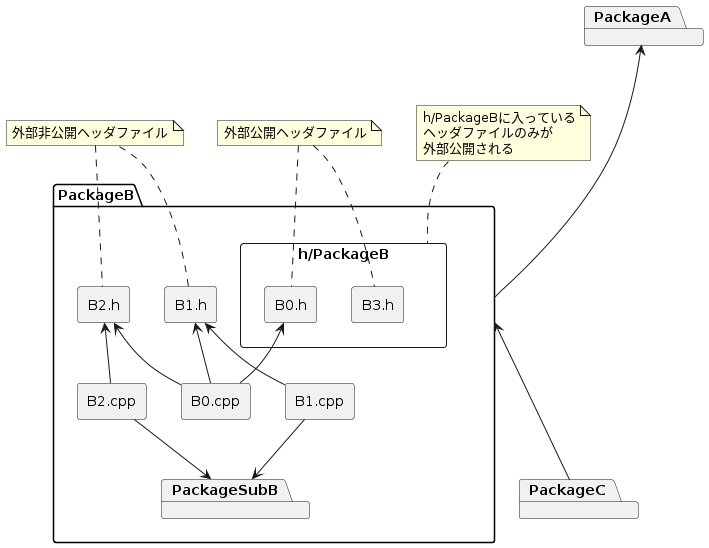 PackageA
外部非公開ヘッダファイル
外部公開ヘッダファイル
h/PackageBに入っている
ヘッダファイルのみが
外部公開される
PackageB
h/PackageB
B2.h
B1.h
B0.h
B3.h
B2.cpp
B0.cpp
B1.cpp
PackageSubB
PackageC